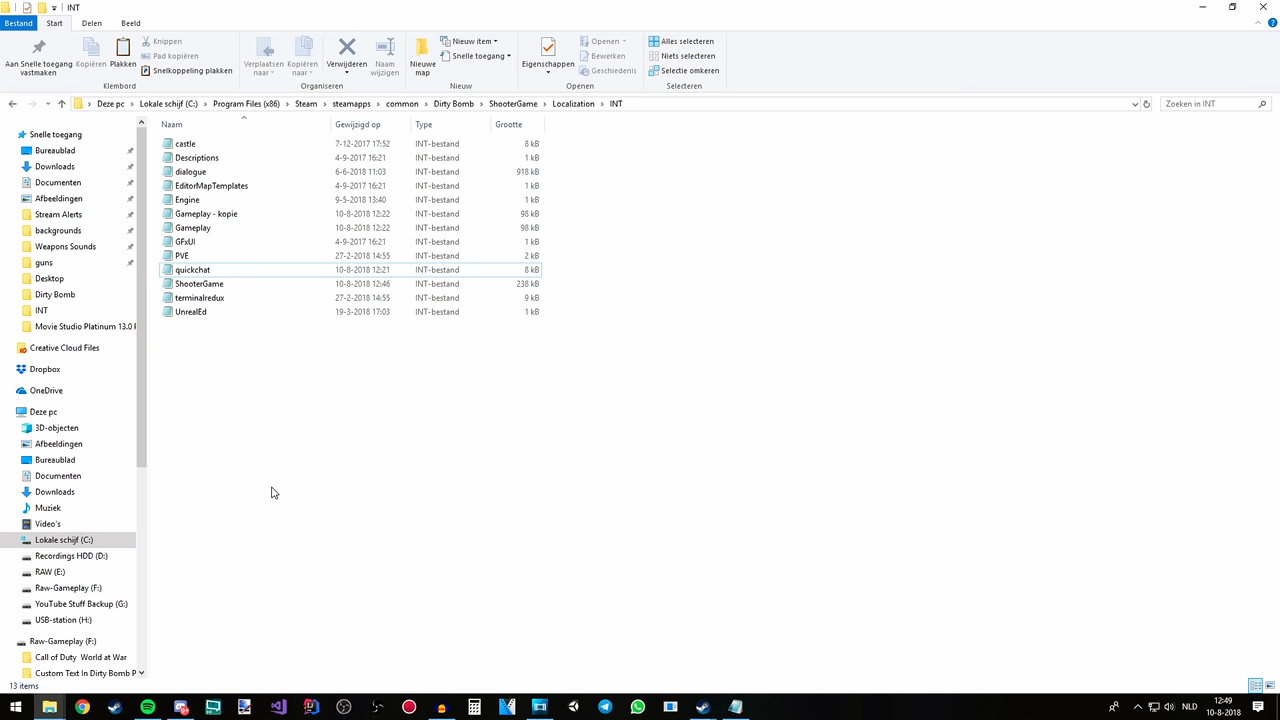 INT
Bestand Start Delen Beeld
Aan Snelle toegang vastmaken
Kopiëren
Plakken
Knippen
Pad kopiëren
Snelkoppeling plakken
Klembord
Verplaatsen naar
Kopiëren naar
Verwijderen
Naam wijzigen
Organiseren
Nieuwe map
Nieuw item
Snelle toegang
Nieuw
Eigenschappen
Openen
Bewerken
Geschiedenis
Openen
Alles selecteren
Niets selecteren
Selectie omkeren
Selecteren
Deze pc > Lokale schijf (C:) > Program Files (x86) > Steam > steamapps > common > Dirty Bomb > ShooterGame > Localization > INT
Zoeken in INT
Naam Gewijzigd op Type Grootte
castle 7-12-2017 17:52 INT-bestand 8 kB
Descriptions 4-9-2017 16:21 INT-bestand 1 kB
dialogue 6-6-2018 11:03 INT-bestand 918 kB
EditorMapTemplates 4-9-2017 16:21 INT-bestand 1 kB
Engine 9-5-2018 13:40 INT-bestand 1 kB
Gameplay - kopie 10-8-2018 12:22 INT-bestand 98 kB
Gameplay 10-8-2018 12:22 INT-bestand 98 kB
GFxUI 4-9-2017 16:21 INT-bestand 1 kB
PVE 27-2-2018 14:55 INT-bestand 2 kB
quickchat 10-8-2018 12:21 INT-bestand 8 kB
ShooterGame 10-8-2018 12:46 INT-bestand 238 kB
terminalredux 27-2-2018 14:55 INT-bestand 9 kB
UnrealEd 19-3-2018 17:03 INT-bestand 1 kB
Snelle toegang
Bureaublad
Downloads
Documenten
Afbeeldingen
Stream Alerts
backgrounds
Weapons Sounds
guns
Desktop
Dirty Bomb
INT
Movie Studio Platinum 13.0 P
Creative Cloud Files
Dropbox
OneDrive
Deze pc
3D-objecten
Afbeeldingen
Bureaublad
Documenten
Downloads
Muziek
Video's
Lokale schijf (C:)
Recordings HDD (D:)
RAW (E:)
Raw-Gameplay (F:)
YouTube Stuff Backup (G:)
USB-station (H:)
Raw-Gameplay (F:)
Call of Duty World at War
Custom Text In Dirty Bomb P
13 items
NLD
12:49
10-8-2018